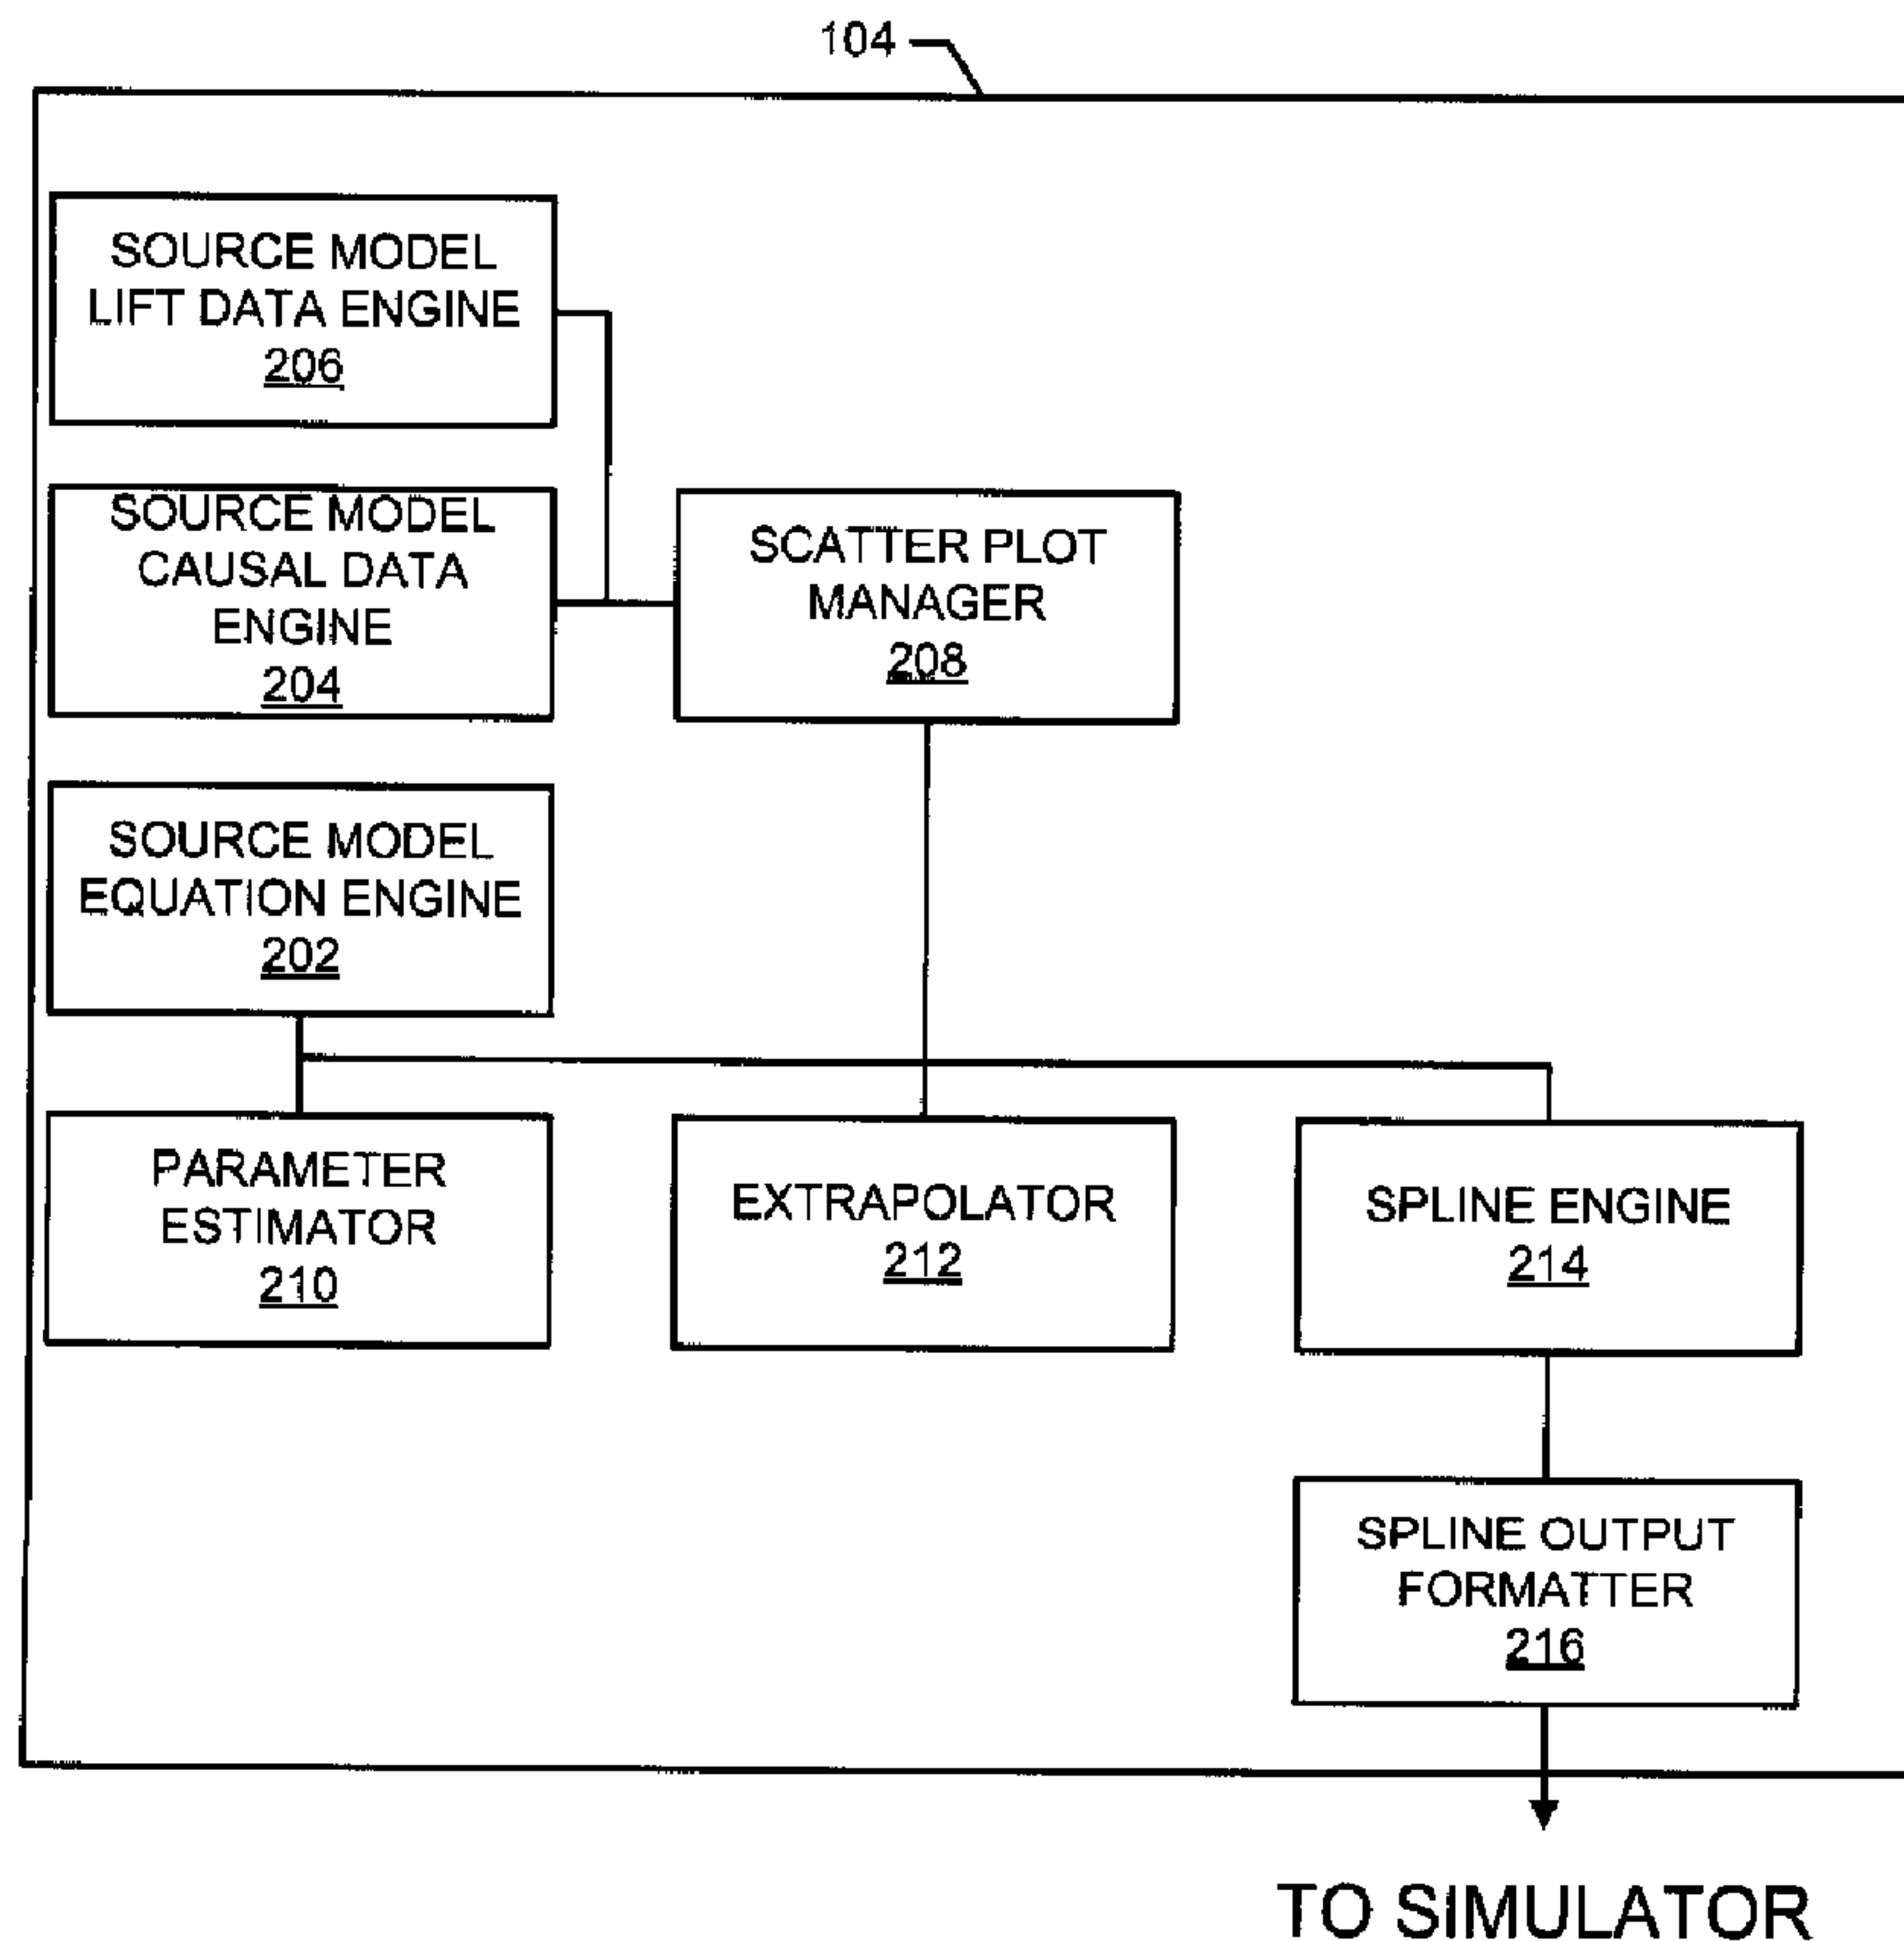 104
SOURCE MODEL
LIFT DATA ENGINE
206
SOURCE MODEL
CAUSAL DATA
ENGINE
204
SCATTER PLOT
MANAGER
208
SOURCE MODEL
EQUATION ENGINE
202
PARAMETER
ESTIMATOR
210
EXTRAPOLATOR
212
SPLINE ENGINE
214
SPLINE OUTPUT
FORMATTER
216
TO SIMULATOR